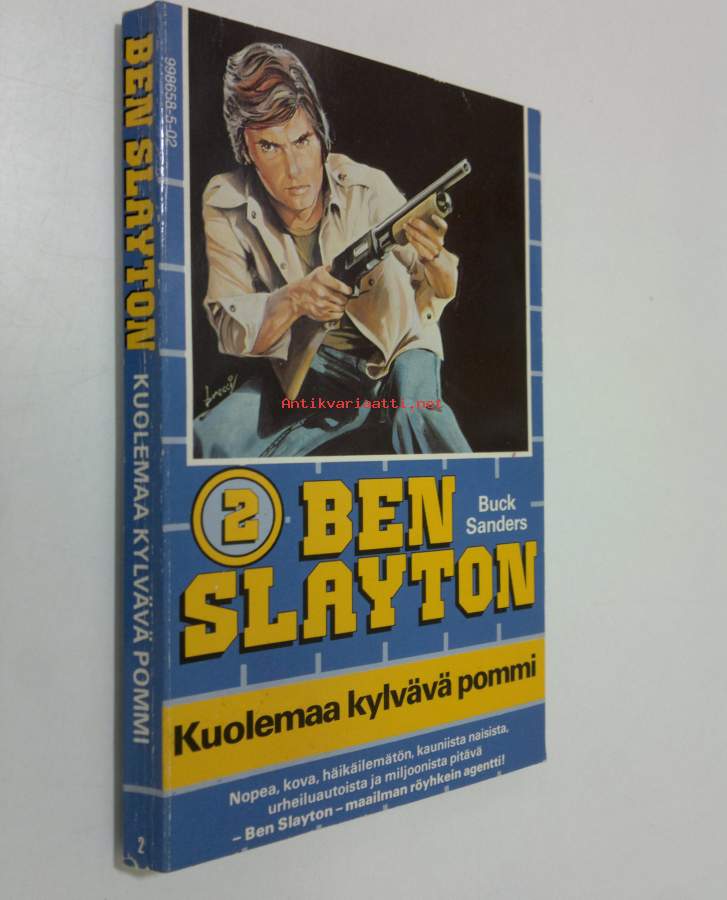 BEN SLAYTON KUOLEMAA KYLVÄVÄ POMMI
2
998658-5-02
Antikvariaatti.net
2
BEN
SLAYTON
Buck
Sanders
Kuolemaa kylvävä pommi
Nopea, kova, häikäilemätön, kauniista naisista,
urheiluautoista ja miljoonista pitävä
– Ben Slayton – maailman röyhkein agentti!